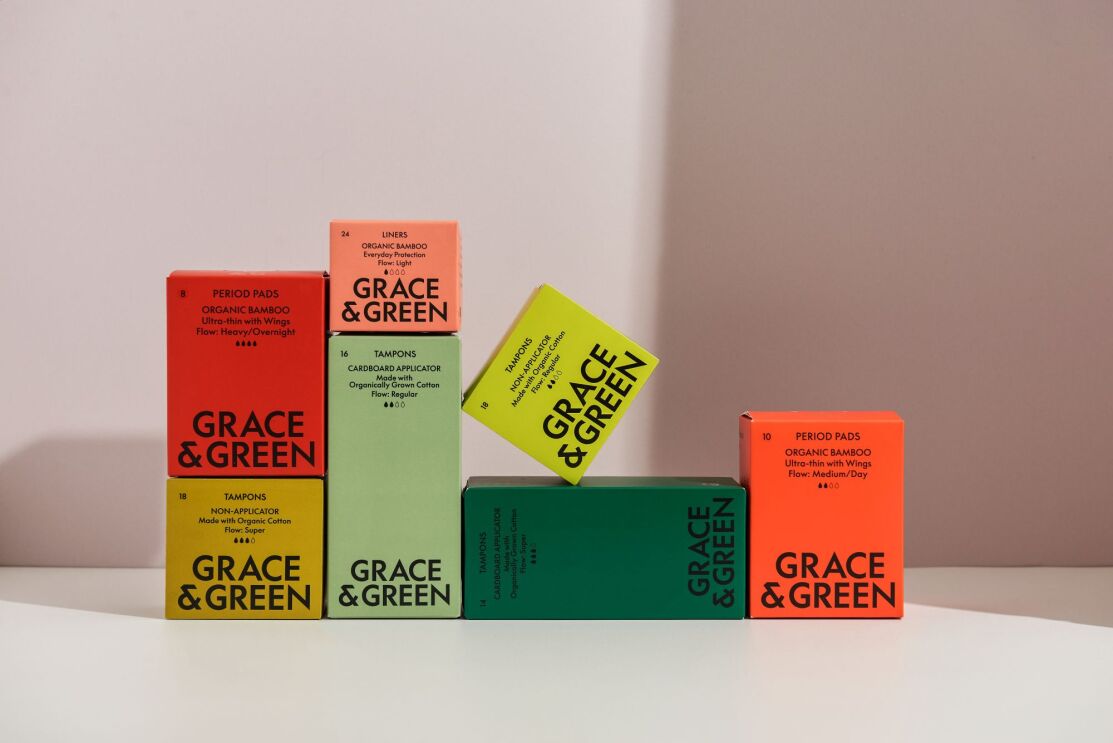 24 LINERS
ORGANIC BAMBOO
Everyday Protection
Flow: Light
GRACE
&GREEN
8 PERIOD PADS
ORGANIC BAMBOO
Ultra-thin with Wings
Flow: Heavy/Overnight
GRACE
&GREEN
18 TAMPONS
NON-APPLICATOR
Made with Organic Cotton
Flow: Super
GRACE
&GREEN
16 TAMPONS
CARDBOARD APPLICATOR
Made with
Organically Grown Cotton
Flow: Regular
GRACE
&GREEN
18 TAMPONS
NON-APPLICATOR
Made with Organic Cotton
Flow: Regular
GRACE
&GREEN
14 TAMPONS
CARDBOARD APPLICATOR
Made with
Organically Grown Cotton
Flow: Super
GRACE
&GREEN
10 PERIOD PADS
ORGANIC BAMBOO
Ultra-thin with Wings
Flow: Medium/Day
GRACE
&GREEN